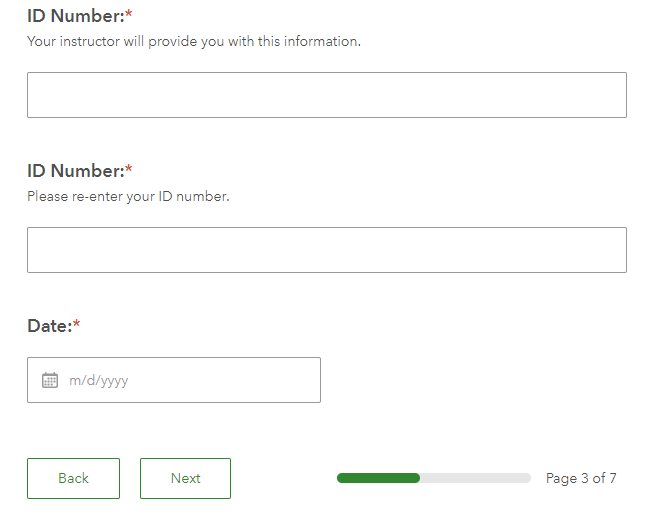 ID Number:*
Your instructor will provide you with this information.
ID Number:*
Please re-enter your ID number.
Date:*
m/d/yyyy
Back
Next
Page 3 of 7